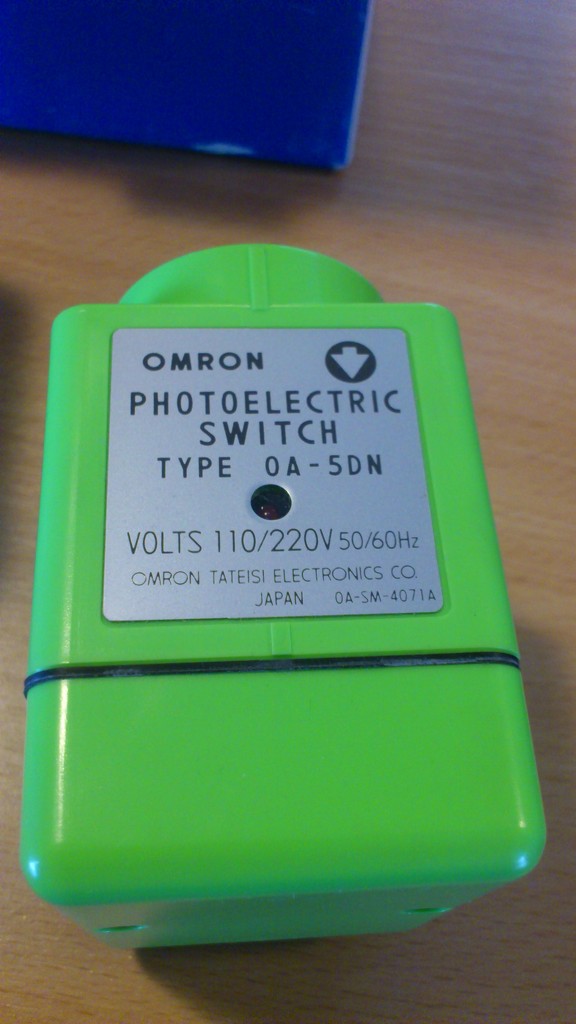 OMRON
PHOTOELECTRIC
SWITCH
TYPE OA-5DN
VOLTS 110/220V 50/60Hz
OMRON TATEISI ELECTRONICS CO.
JAPAN OA-SM-4071A